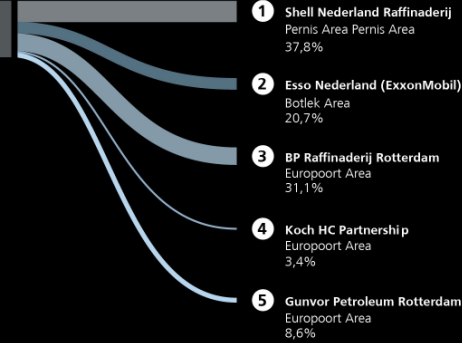 1 Shell Nederland Raffinaderij
Pernis Area Pernis Area
37,8%
2 Esso Nederland (ExxonMobil)
Botlek Area
20,7%
3 BP Raffinaderij Rotterdam
Europoort Area
31,1%
4 Koch HC Partnership
Europoort Area
3,4%
5 Gunvor Petroleum Rotterdam
Europoort Area
8,6%